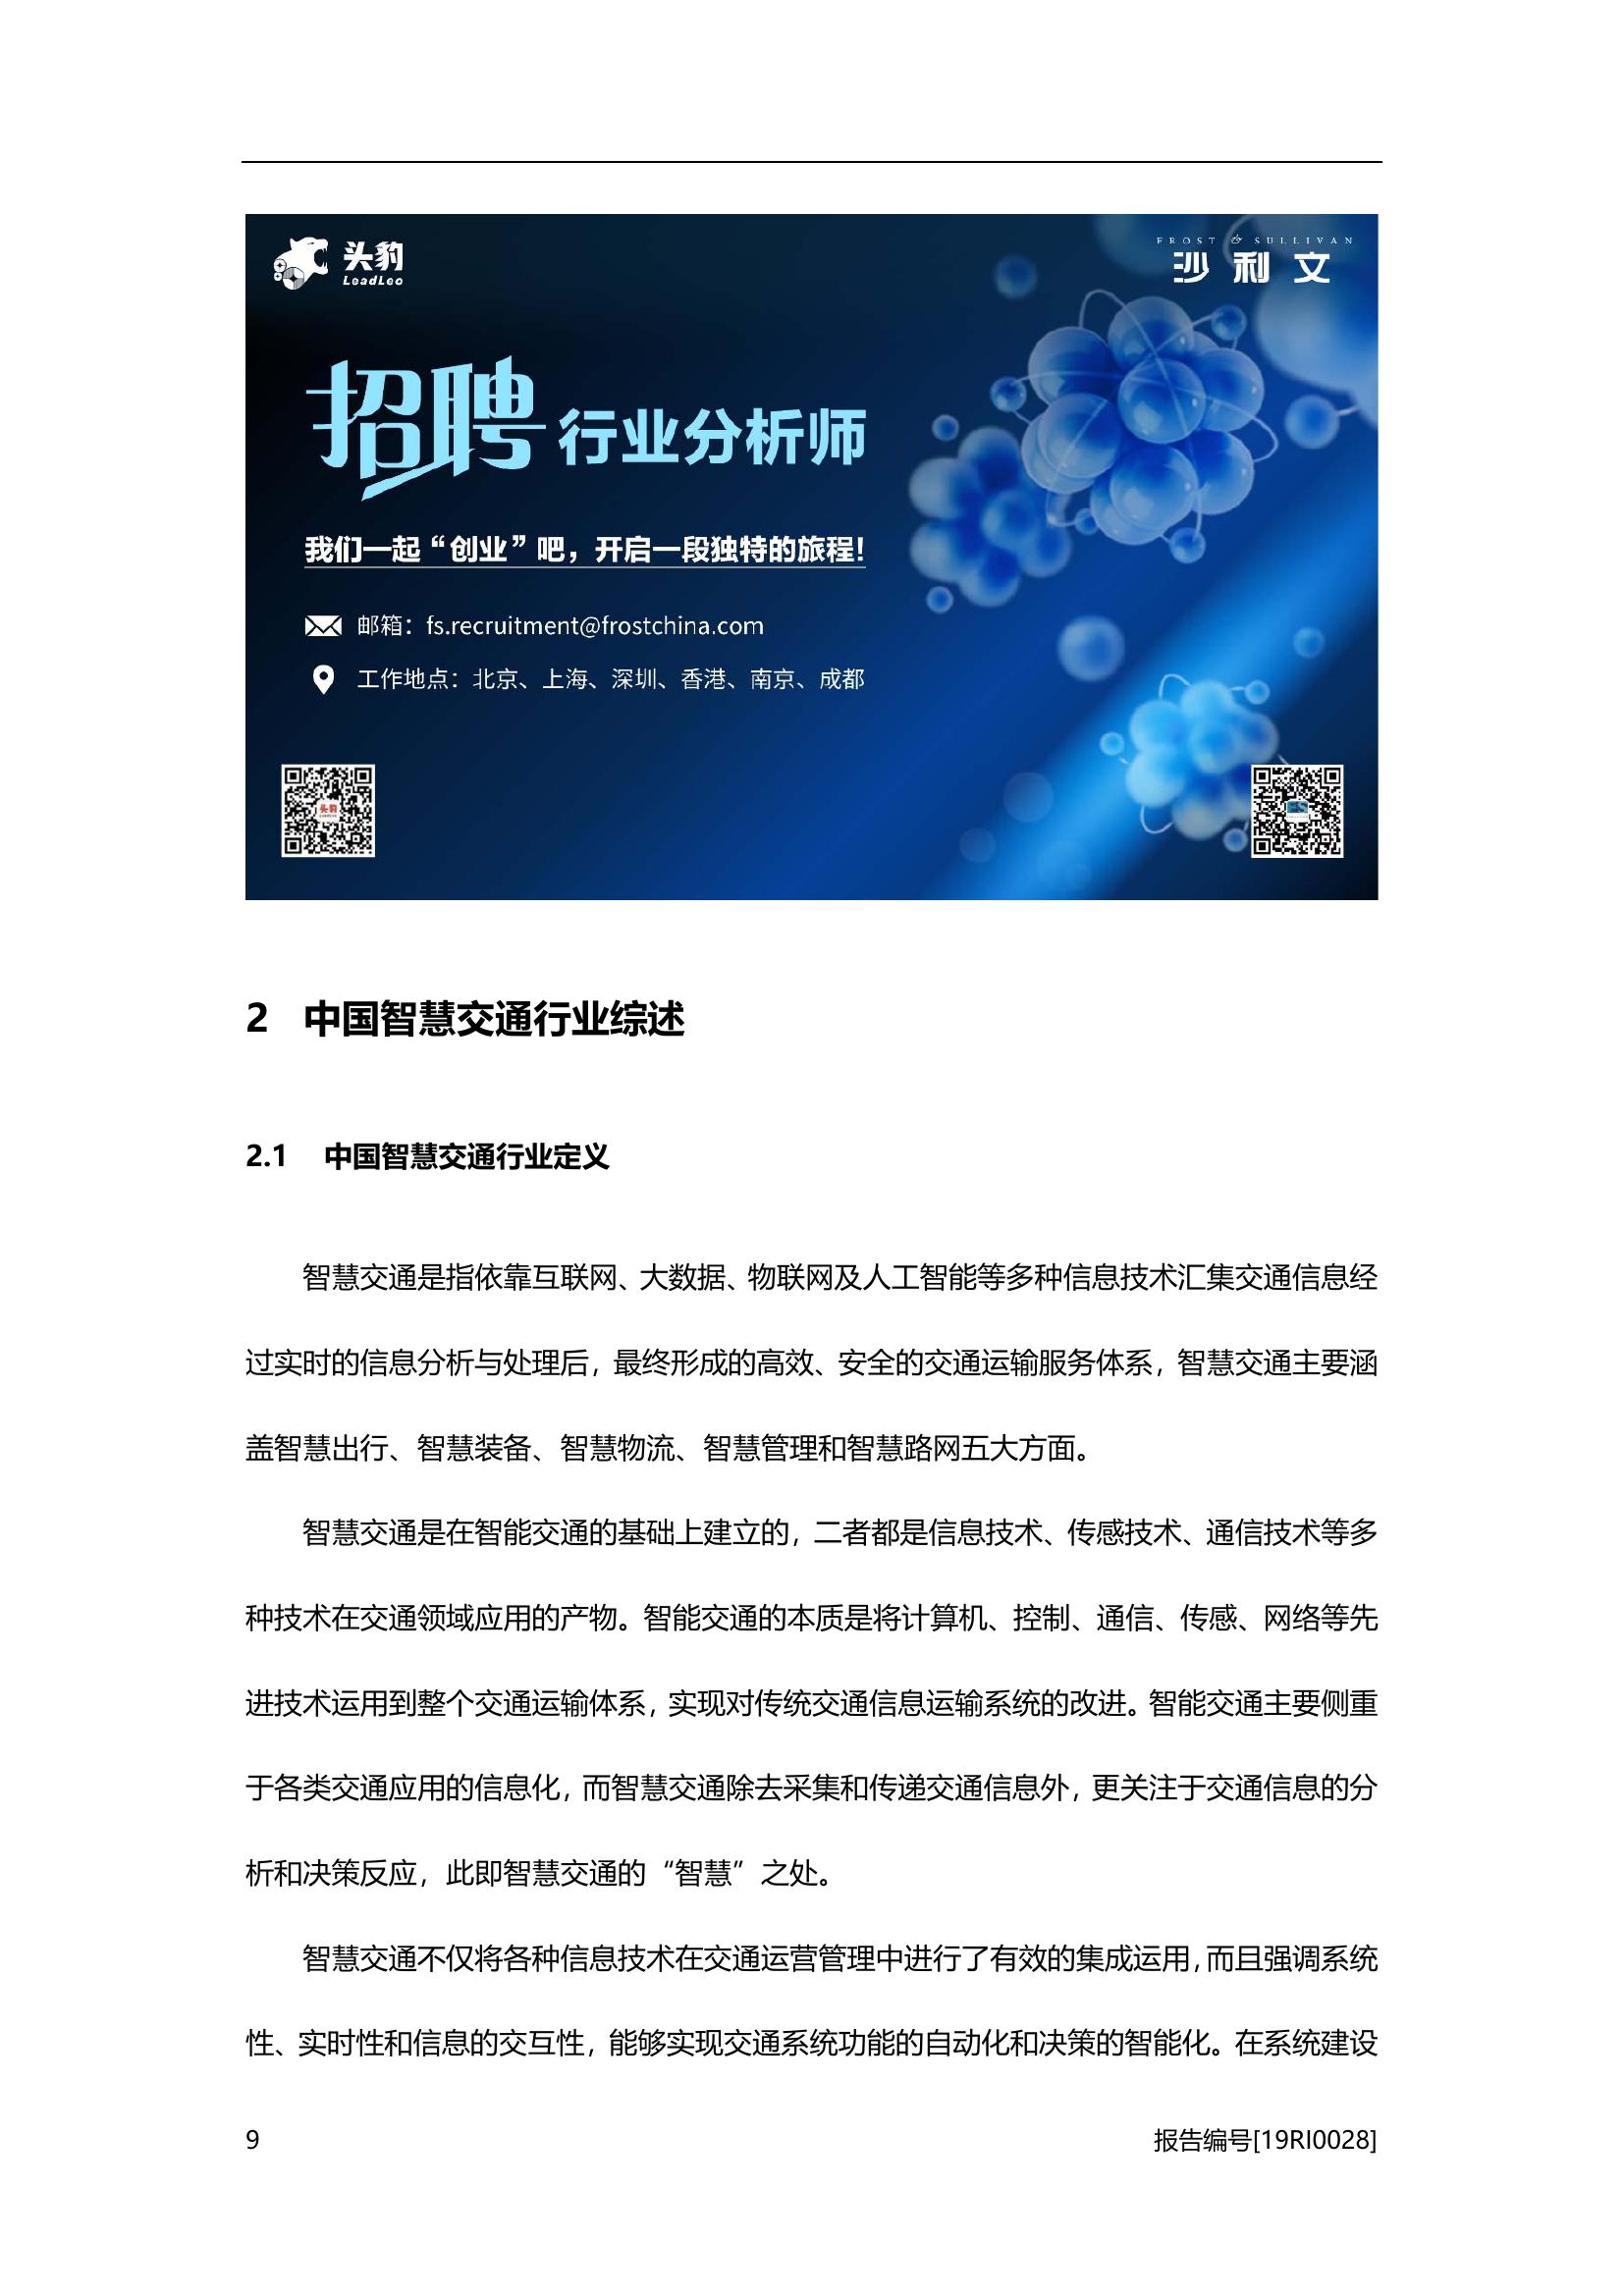 头豹
LeadLeo
FROST & SULLIVAN
沙利文
招聘 行业分析师
我们一起“创业”吧，开启一段独特的旅程！
邮箱：fs.recruitment@frostchina.com
工作地点：北京、上海、深圳、香港、南京、成都
头豹
2 中国智慧交通行业综述
2.1 中国智慧交通行业定义
智慧交通是指依靠互联网、大数据、物联网及人工智能等多种信息技术汇集交通信息经
过实时的信息分析与处理后，最终形成的高效、安全的交通运输服务体系，智慧交通主要涵
盖智慧出行、智慧装备、智慧物流、智慧管理和智慧路网五大方面。
智慧交通是在智能交通的基础上建立的，二者都是信息技术、传感技术、通信技术等多
种技术在交通领域应用的产物。智能交通的本质是将计算机、控制、通信、传感、网络等先
进技术运用到整个交通运输体系，实现对传统交通信息运输系统的改进。智能交通主要侧重
于各类交通应用的信息化，而智慧交通除去采集和传递交通信息外，更关注于交通信息的分
析和决策反应，此即智慧交通的“智慧”之处。
智慧交通不仅将各种信息技术在交通运营管理中进行了有效的集成运用，而且强调系统
性、实时性和信息的交互性，能够实现交通系统功能的自动化和决策的智能化。在系统建设
9
报告编号[19RI0028]